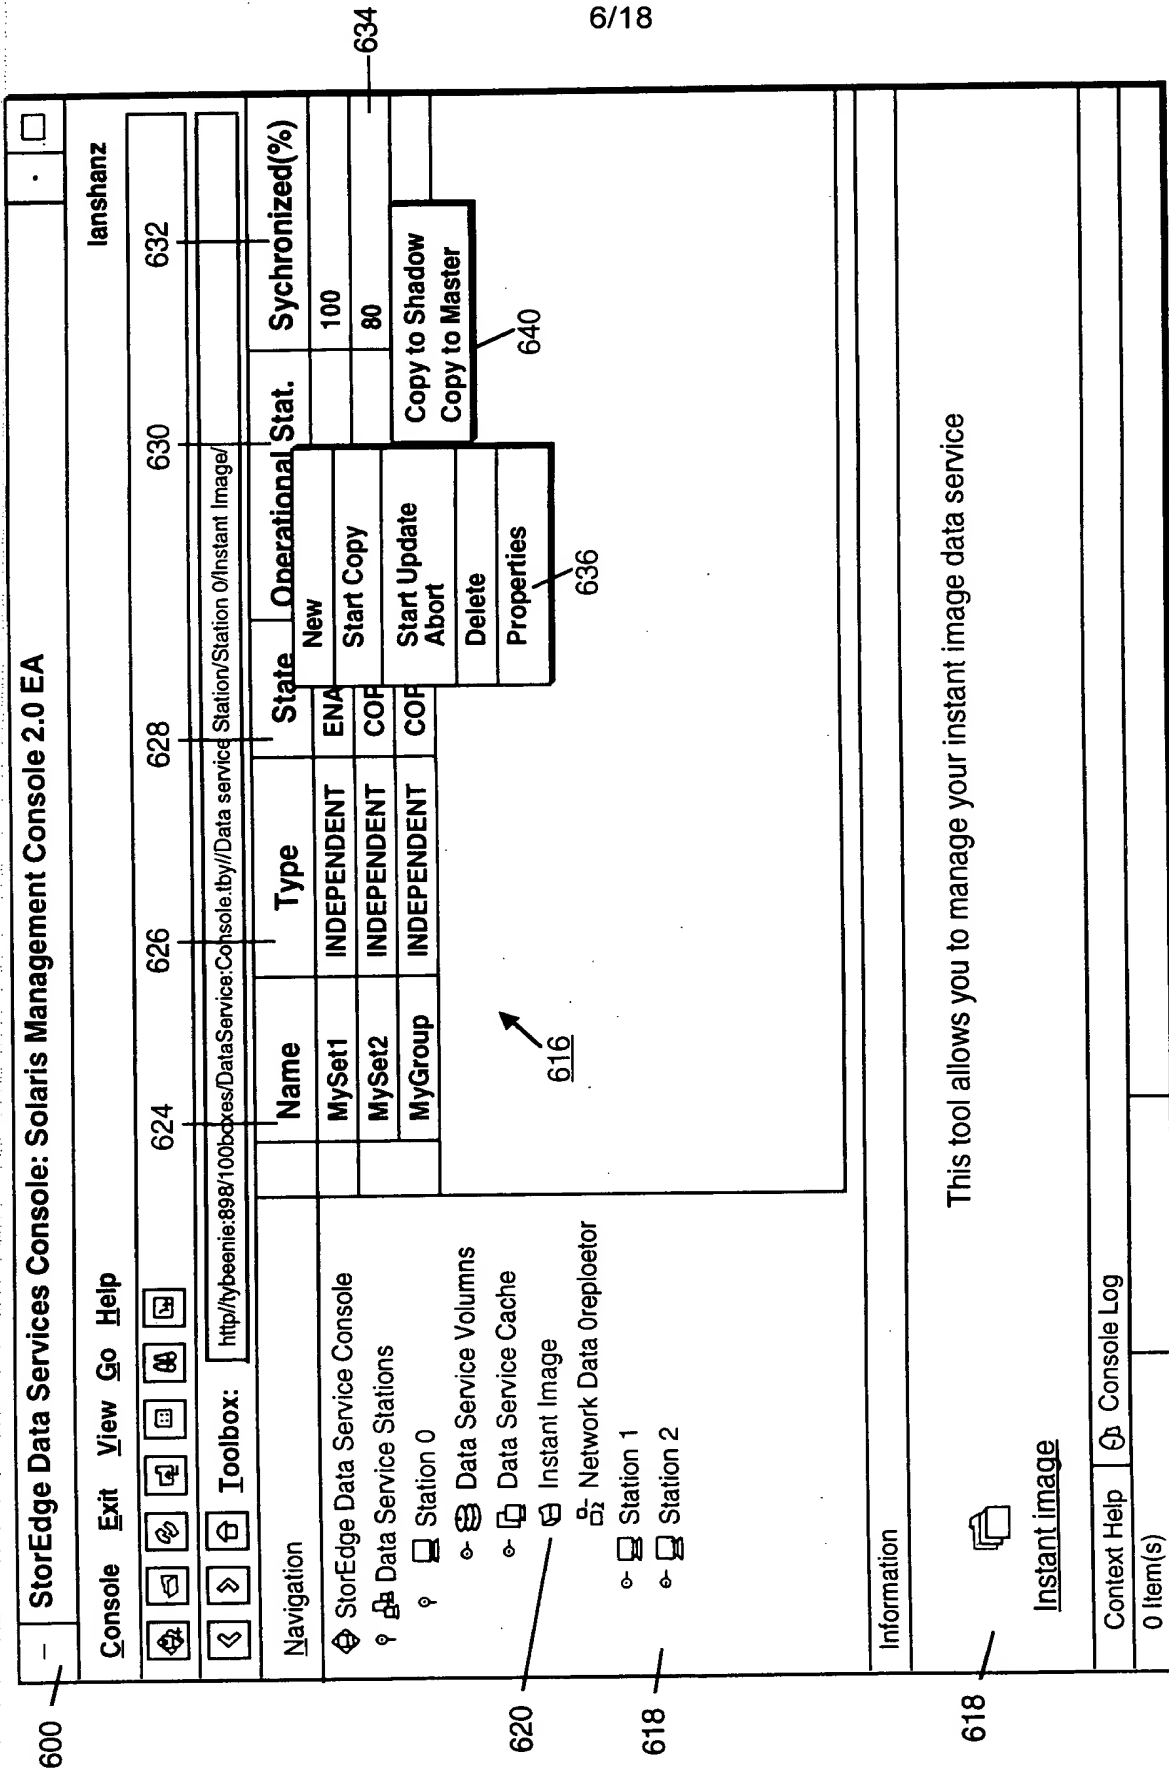 6/18
600
StorEdge Data Services Console: Solaris Management Console 2.0 EA
Console Exit View Go Help
lanshanz
Toolbox:
http//tybeenie:898/100boxes/DataService:Console.tby//Data service Station/Station 0/Instant Image/
624
626
628
630
632
634
Navigation
StorEdge Data Service Console
Data Service Stations
Station 0
Data Service Volumns
Data Service Cache
Instant Image
Network Data 0reploetor
Station 1
Station 2
620
618
Name Type State Operational Stat. Sychronized(%)
MySet1 INDEPENDENT ENA 100
MySet2 INDEPENDENT COP 80
MyGroup INDEPENDENT COP
New
Start Copy
Start Update
Abort
Delete
Properties
636
Copy to Shadow
Copy to Master
640
616
Information
618
Instant image
This tool allows you to manage your instant image data service
Context Help Console Log
0 Item(s)